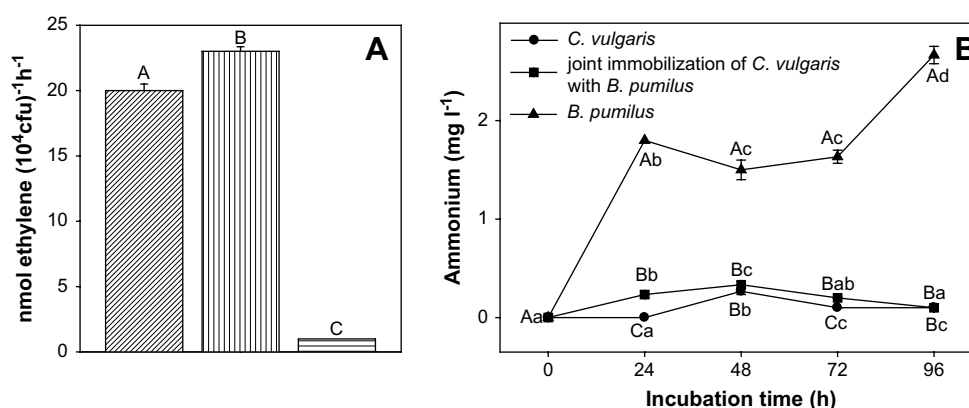 A
nmol ethylene (10⁴cfu)⁻¹h⁻¹
25
20
15
10
5
0
A
B
C
B
C. vulgaris
joint immobilization of C. vulgaris
with B. pumilus
B. pumilus
Ammonium (mg l⁻¹)
2
1
0
Aa
Ab
Ac
Ac
Ad
Bb
Bc
Bab
Ba
Ca
Bb
Cc
Bc
0 24 48 72 96
Incubation time (h)